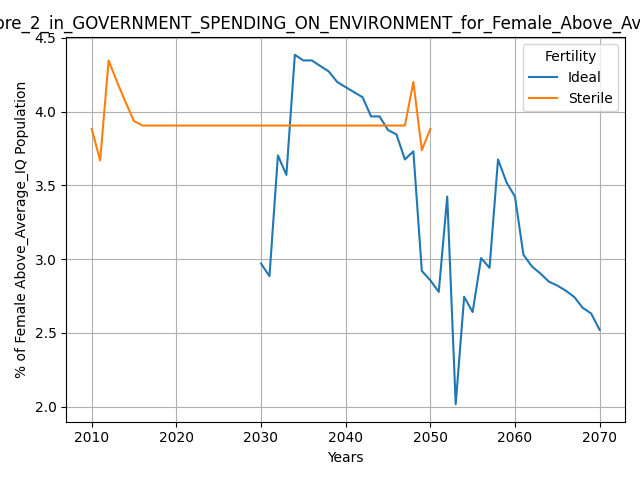 ore_2_in_GOVERNMENT_SPENDING_ON_ENVIRONMENT_for_Female_Above_Av
4.5
4.0
3.5
3.0
2.5
2.0
% of Female Above_Average_IQ Population
Fertility
Ideal
Sterile
2010 2020 2030 2040 2050 2060 2070
Years